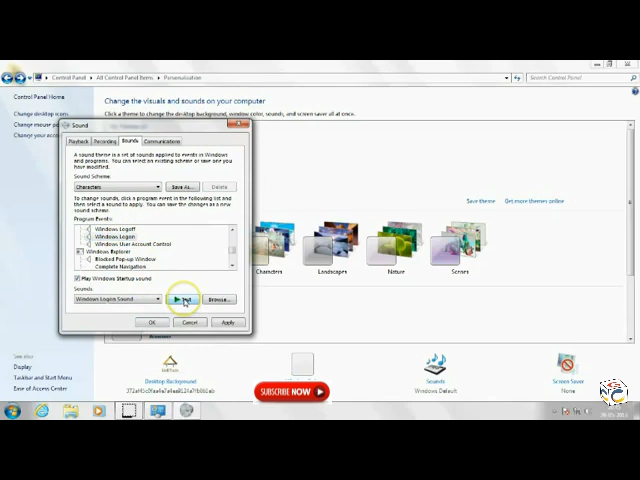 Control Panel
All Control Panel Items
Personalization
Search Control Panel
Control Panel Home
Change desktop icons
Change mouse
Change your
Change the visuals and sounds on your computer
Click a theme to change the desktop background, window color, sounds, and screen saver all at once.
Sound
Playback Recording Sounds Communications
A sound theme is a set of sounds applied to events in Windows
and programs. You can select an existing scheme or save one you
have modified.
Sound Scheme:
Characters
Save As...
Delete
To change sounds, click a program event in the following list and
then select a sound to apply. You can save the changes as a new
sound scheme.
Program Events:
Windows Logoff
Windows Logon
Windows User Account Control
Windows Explorer
Blocked Pop-up Window
Complete Navigation
Play Windows Startup sound
Sounds:
Windows Logon Sound
Browse...
OK
Cancel
Apply
Save theme
Get more themes online
Characters
Landscapes
Nature
Scenes
See also
Display
Taskbar and Start Menu
Ease of Access Center
Desktop Background
Sounds
Windows Default
Screen Saver
None
SUBSCRIBE NOW